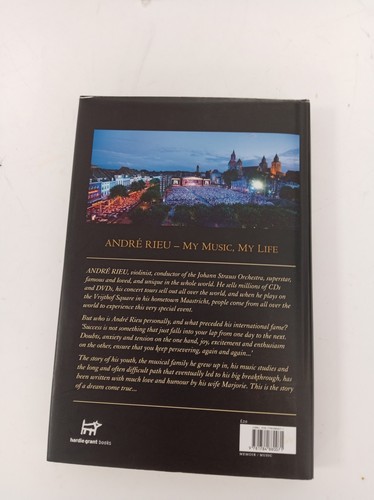 ANDRÉ RIEU – MY MUSIC, MY LIFE
ANDRÉ RIEU, violinist, conductor of the Johann Strauss Orchestra, superstar,
famous and loved, and unique in the whole world. He sells millions of CDs
and DVDs, his concert tours sell out all over the world, and when he plays on
the Vrijthof Square in his hometown Maastricht, people come from all over the
world to experience this very special event.
But who is André Rieu personally, and what preceded his international fame?
'Success is not something that just falls into your lap from one day to the next.
Doubts, anxiety and tension on the one hand, joy, excitement and enthusiasm
on the other, ensure that you keep persevering, again and again...'
The story of his youth, the musical family he grew up in, his music studies and
the long and often difficult path that eventually led to his big breakthrough, has
been written with much love and humour by his wife Marjorie. This is the story
of a dream come true...
hardie grant books
MEMOIR / MUSIC